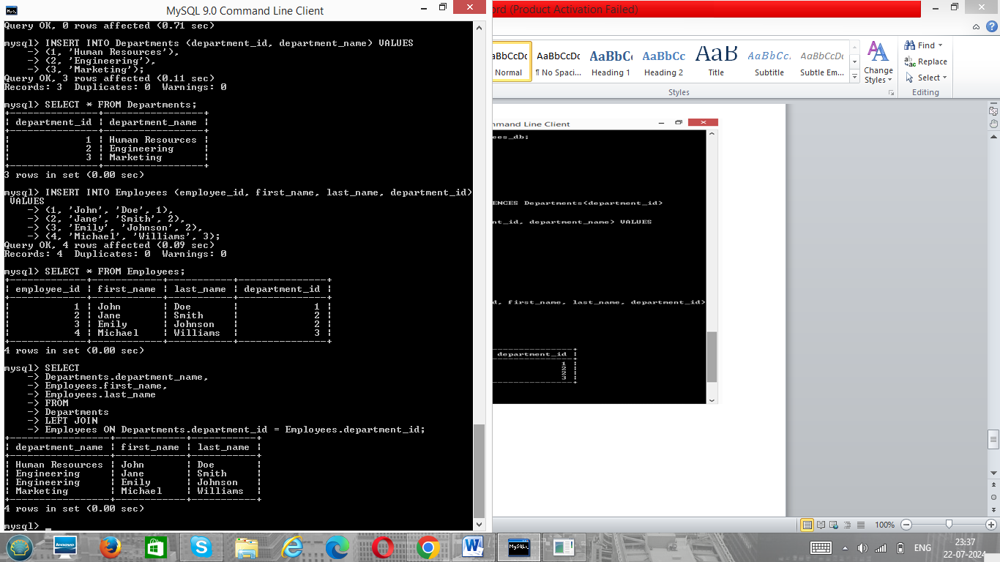 MySQL 9.0 Command Line Client
Query OK, 0 rows affected (0.71 sec)
mysql> INSERT INTO Departments (department_id, department_name) VALUES
    -> (1, 'Human Resources'),
    -> (2, 'Engineering'),
    -> (3, 'Marketing');
Query OK, 3 rows affected (0.11 sec)
Records: 3  Duplicates: 0  Warnings: 0
mysql> SELECT * FROM Departments;
+---------------+-----------------+
| department_id | department_name |
+---------------+-----------------+
|             1 | Human Resources |
|             2 | Engineering     |
|             3 | Marketing       |
+---------------+-----------------+
3 rows in set (0.00 sec)
mysql> INSERT INTO Employees (employee_id, first_name, last_name, department_id)
 VALUES
    -> (1, 'John', 'Doe', 1),
    -> (2, 'Jane', 'Smith', 2),
    -> (3, 'Emily', 'Johnson', 2),
    -> (4, 'Michael', 'Williams', 3);
Query OK, 4 rows affected (0.09 sec)
Records: 4  Duplicates: 0  Warnings: 0
mysql> SELECT * FROM Employees;
+-------------+------------+-----------+---------------+
| employee_id | first_name | last_name | department_id |
+-------------+------------+-----------+---------------+
|           1 | John       | Doe       |             1 |
|           2 | Jane       | Smith     |             2 |
|           3 | Emily      | Johnson   |             2 |
|           4 | Michael    | Williams  |             3 |
+-------------+------------+-----------+---------------+
4 rows in set (0.00 sec)
mysql> SELECT
    -> Departments.department_name,
    -> Employees.first_name,
    -> Employees.last_name
    -> FROM
    -> Departments
    -> LEFT JOIN
    -> Employees ON Departments.department_id = Employees.department_id;
+-----------------+------------+-----------+
| department_name | first_name | last_name |
+-----------------+------------+-----------+
| Human Resources | John       | Doe       |
| Engineering     | Jane       | Smith     |
| Engineering     | Emily      | Johnson   |
| Marketing       | Michael    | Williams  |
+-----------------+------------+-----------+
4 rows in set (0.00 sec)
mysql> _
ord (Product Activation Failed)
aBbCcDc AaBbCcDc AaBbCc AaBbCc AaB AaBbCc. AaBbCcDc
Normal ¶ No Spaci... Heading 1 Heading 2 Title Subtitle Subtle Em...
Change
Styles
Find
Replace
Select
Styles
Editing
mmand Line Client
ees_db;
ENCES Departments(department_id)
nt_id, department_name) VALUES
d, first_name, last_name, department_id)
department_id |
1 |
2 |
2 |
3 |
100%
lenovo
MySQL
ENG
23:37
22-07-2024